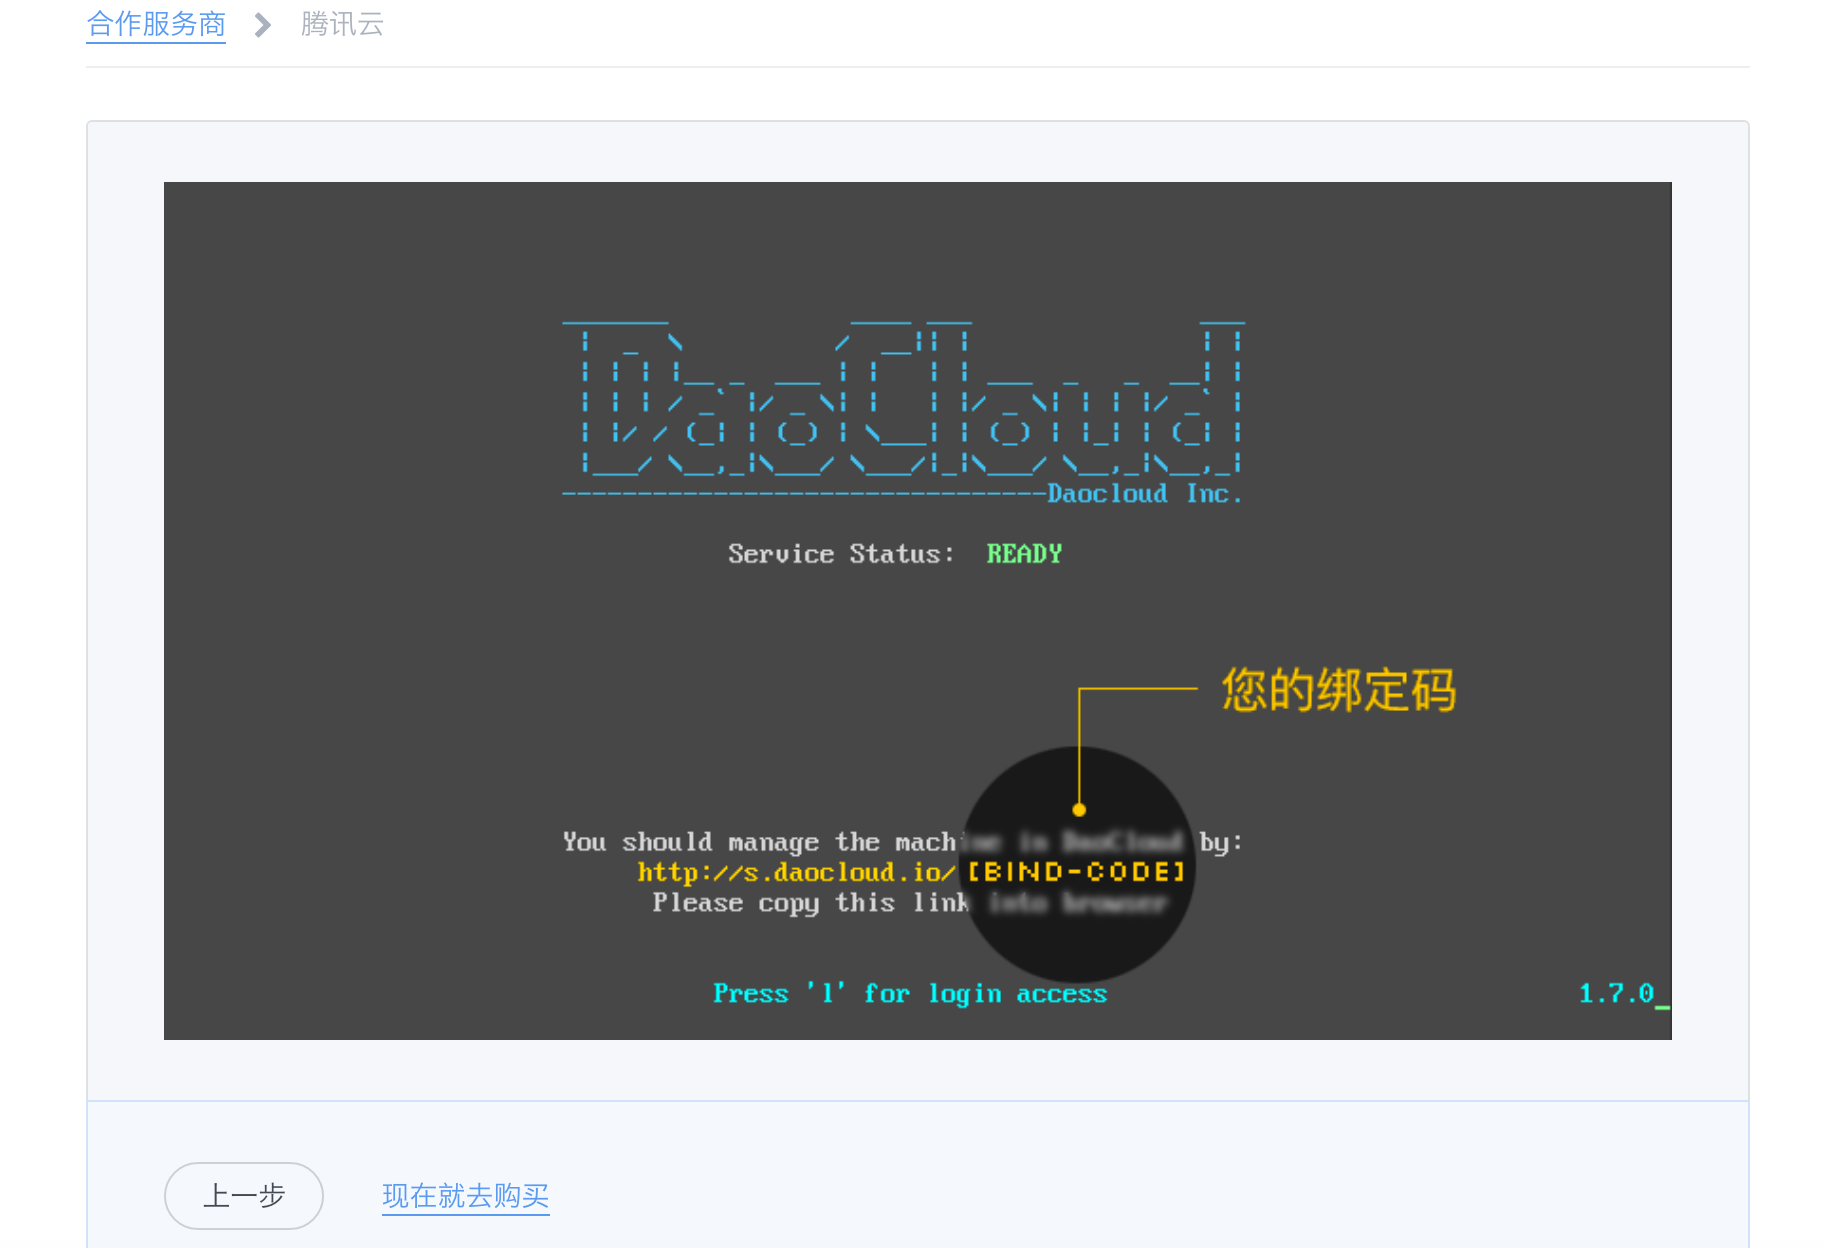 合作服务商 腾讯云
DaoCloud
Daocloud Inc.
Service Status: READY
您的绑定码
You should manage the machine in DaoCloud by:
http://s.daocloud.io/[BIND-CODE]
Please copy this link into browser
Press 'l' for login access 1.7.0_
上一步 现在就去购买